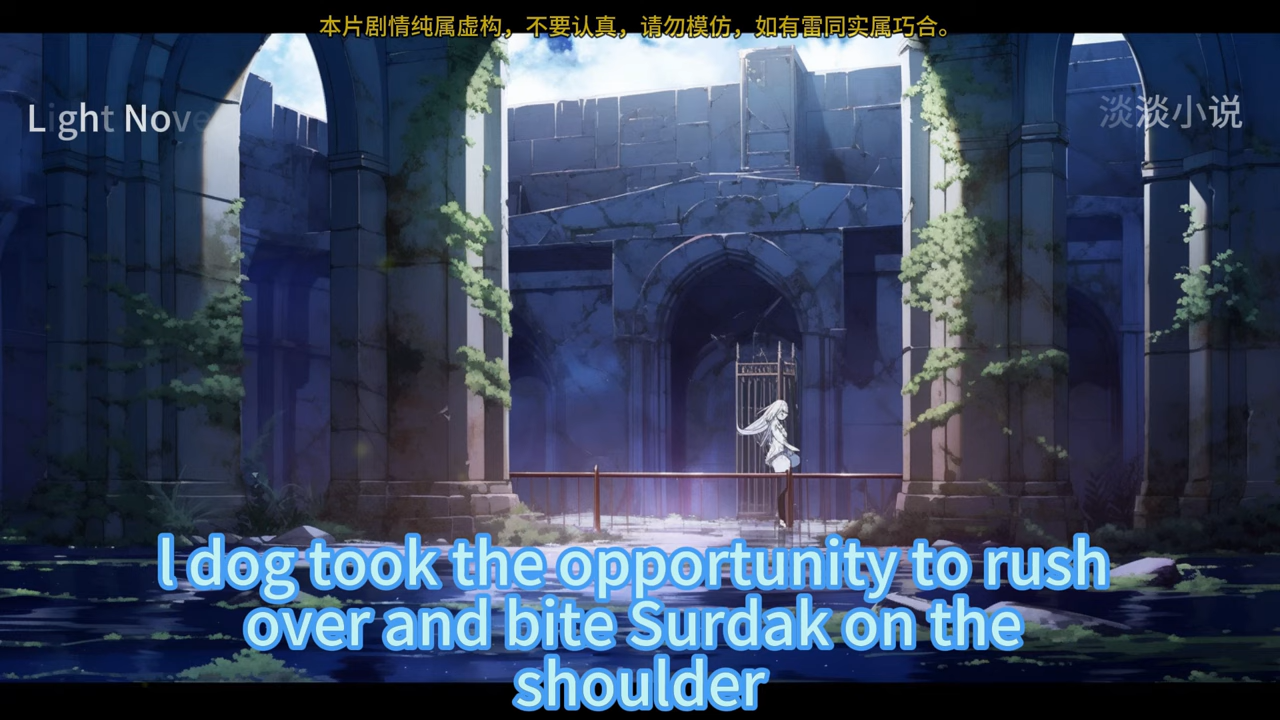 本片剧情纯属虚构，不要认真，请勿模仿，如有雷同实属巧合。
Light Nove
淡淡小说
l dog took the opportunity to rush
over and bite Surdak on the
shoulder